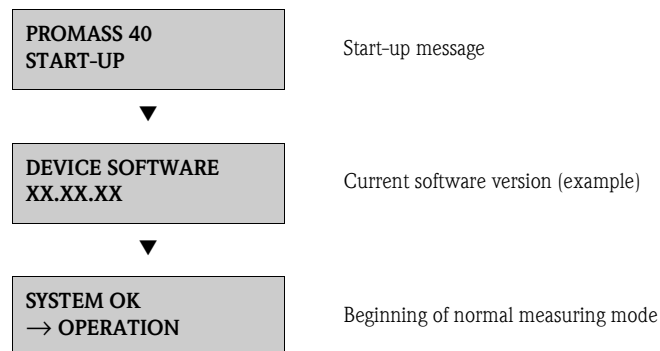 PROMASS 40
START-UP
Start-up message
▼
DEVICE SOFTWARE
XX.XX.XX
Current software version (example)
▼
SYSTEM OK
→ OPERATION
Beginning of normal measuring mode